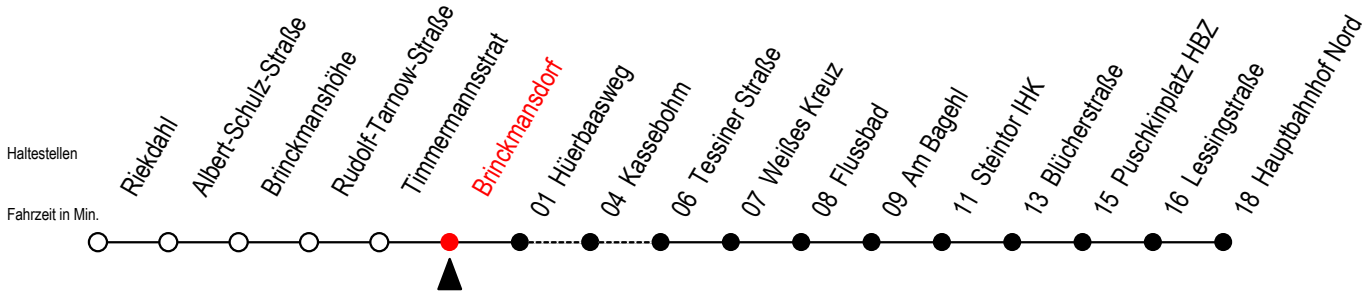 Haltestellen
Riekdahl
Albert-Schulz-Straße
Brinckmanshöhe
Rudolf-Tarnow-Straße
Timmermannsstrat
Brinckmansdorf
01 Hüerbaasweg
04 Kassebohm
06 Tessiner Straße
07 Weißes Kreuz
08 Flussbad
09 Am Bagehl
11 Steintor IHK
13 Blücherstraße
15 Puschkinplatz HBZ
16 Lessingstraße
18 Hauptbahnhof Nord
Fahrzeit in Min.